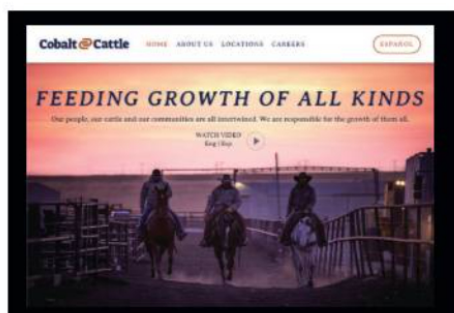 Cobalt Cattle HOME ABOUT US LOCATIONS CAREERS ESPAÑOL
FEEDING GROWTH OF ALL KINDS
Our people, our cattle and our communities are all intertwined. We are responsible for the growth of them all.
WATCH VIDEO